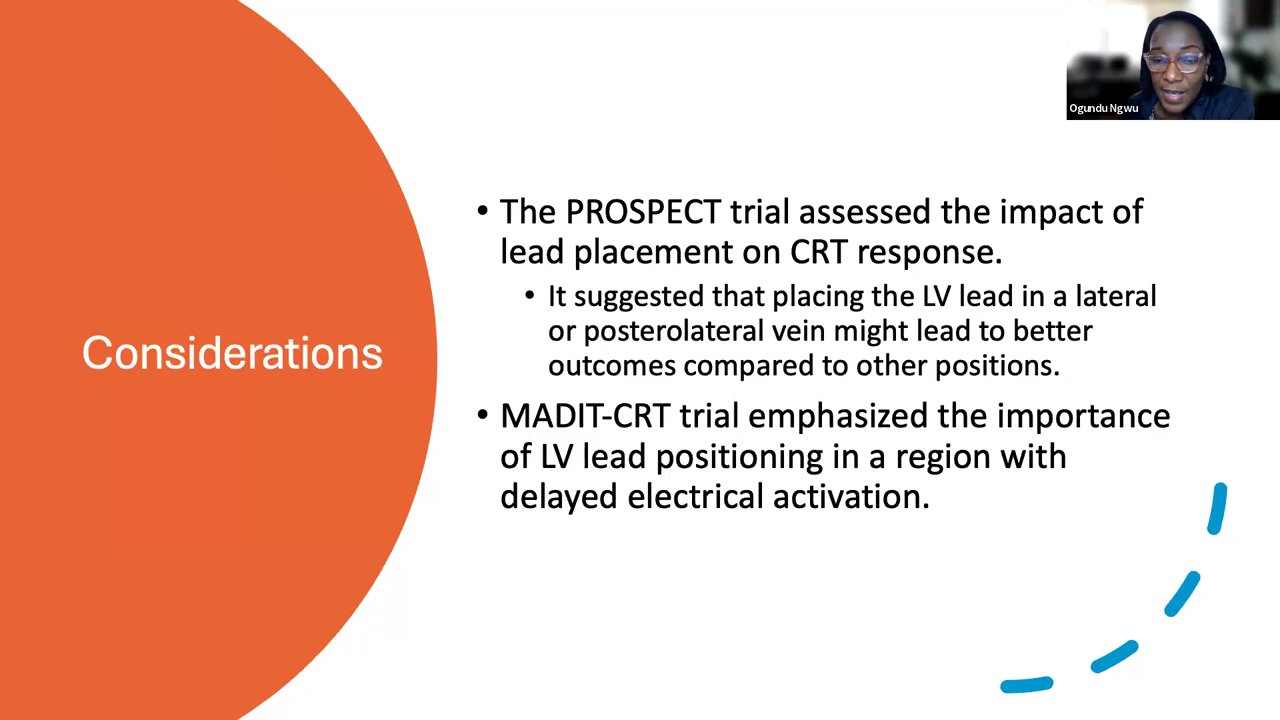 Ogundu Ngwu
Considerations
• The PROSPECT trial assessed the impact of
lead placement on CRT response.
• It suggested that placing the LV lead in a lateral
or posterolateral vein might lead to better
outcomes compared to other positions.
• MADIT-CRT trial emphasized the importance
of LV lead positioning in a region with
delayed electrical activation.